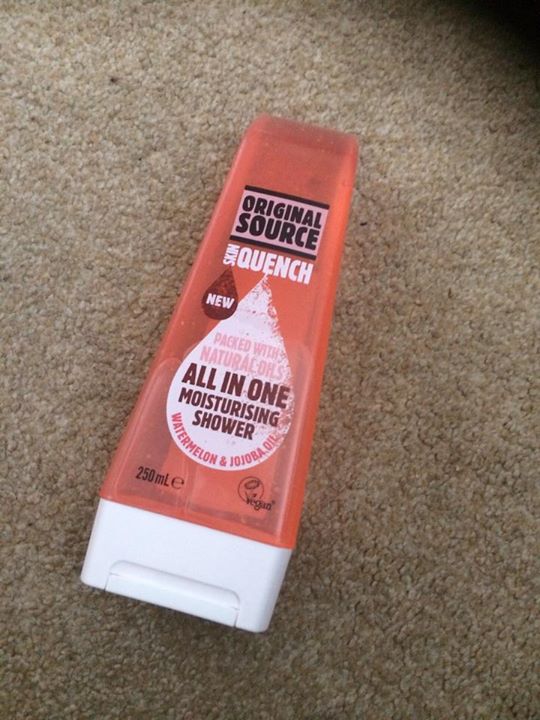 ORIGINAL
SOURCE
SKIN
QUENCH
NEW
PACKED WITH
NATURAL OILS
ALL IN ONE
MOISTURISING
SHOWER
WATERMELON & JOJOBA OIL
250mL e
Vegan